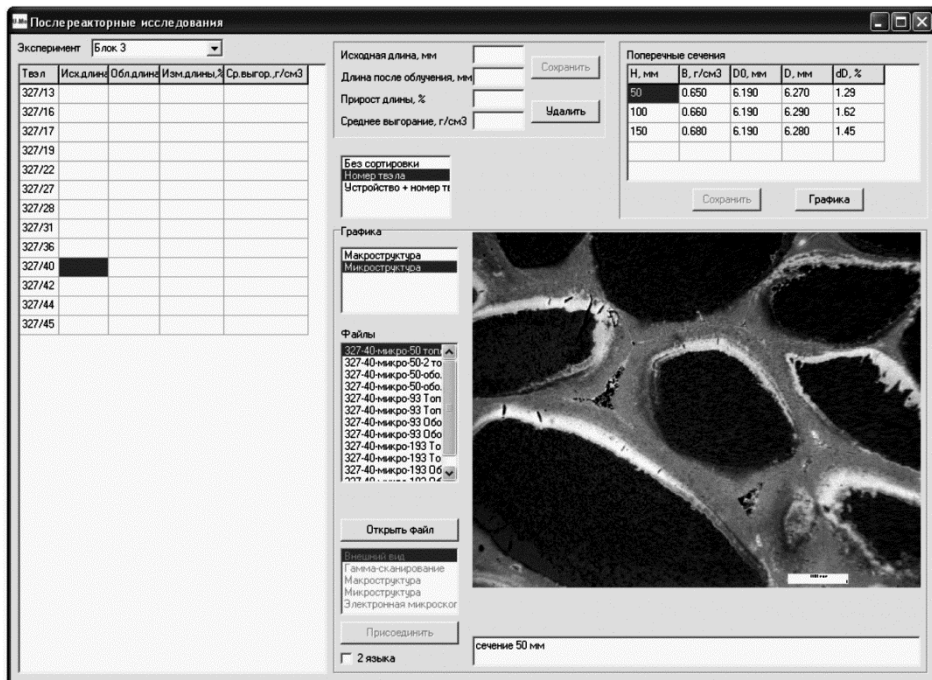 Послереакторные исследования
Эксперимент Блок 3
Твэл Исх.длина Обл.длина Изм.длины,% Ср.выгор.,г/см3
327/13
327/16
327/17
327/19
327/22
327/27
327/28
327/31
327/36
327/40
327/42
327/44
327/45
Исходная длина, мм
Длина после облучения, мм
Прирост длины, %
Среднее выгорание, г/см3
Сохранить
Удалить
Без сортировки
Номер твэла
Устройство + номер тв
Поперечные сечения
H, мм B, г/см3 D0, мм D, мм dD, %
50 0.650 6.190 6.270 1.29
100 0.660 6.190 6.290 1.62
150 0.680 6.190 6.280 1.45
Сохранить Графика
Графика
Макроструктура
Микроструктура
Файлы
327-40-микро-50 топл
327-40-микро-50-2 то
327-40-микро-50-обо.
327-40-микро-50-обо.
327-40-микро-93 Топ
327-40-микро-93 Топ
327-40-микро-93 Обо
327-40-микро-93 Обо
327-40-микро-193 То
327-40-микро-193 То
327-40-микро-193 Об
Открыть файл
Внешний вид
Гамма-сканирование
Макроструктура
Микроструктура
Электронная микроскоп
Присоединить
2 языка
сечение 50 мм